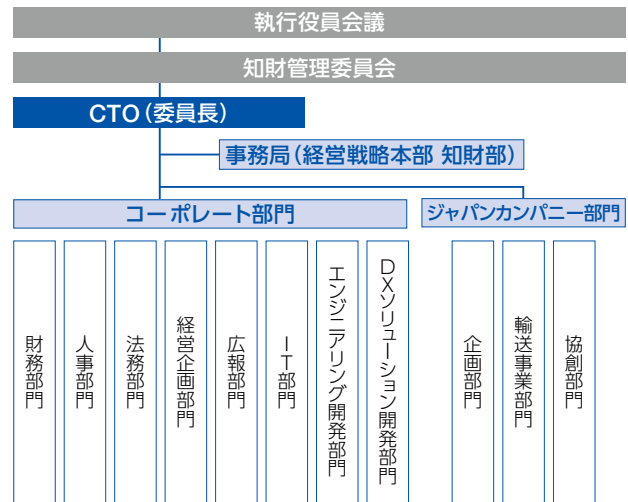 執行役員会議
知財管理委員会
CTO（委員長）
事務局（経営戦略本部 知財部）
コーポレート部門
ジャパンカンパニー部門
財務部門
人事部門
法務部門
経営企画部門
広報部門
IT部門
エンジニアリング開発部門
DXソリューション開発部門
企画部門
輸送事業部門
協創部門